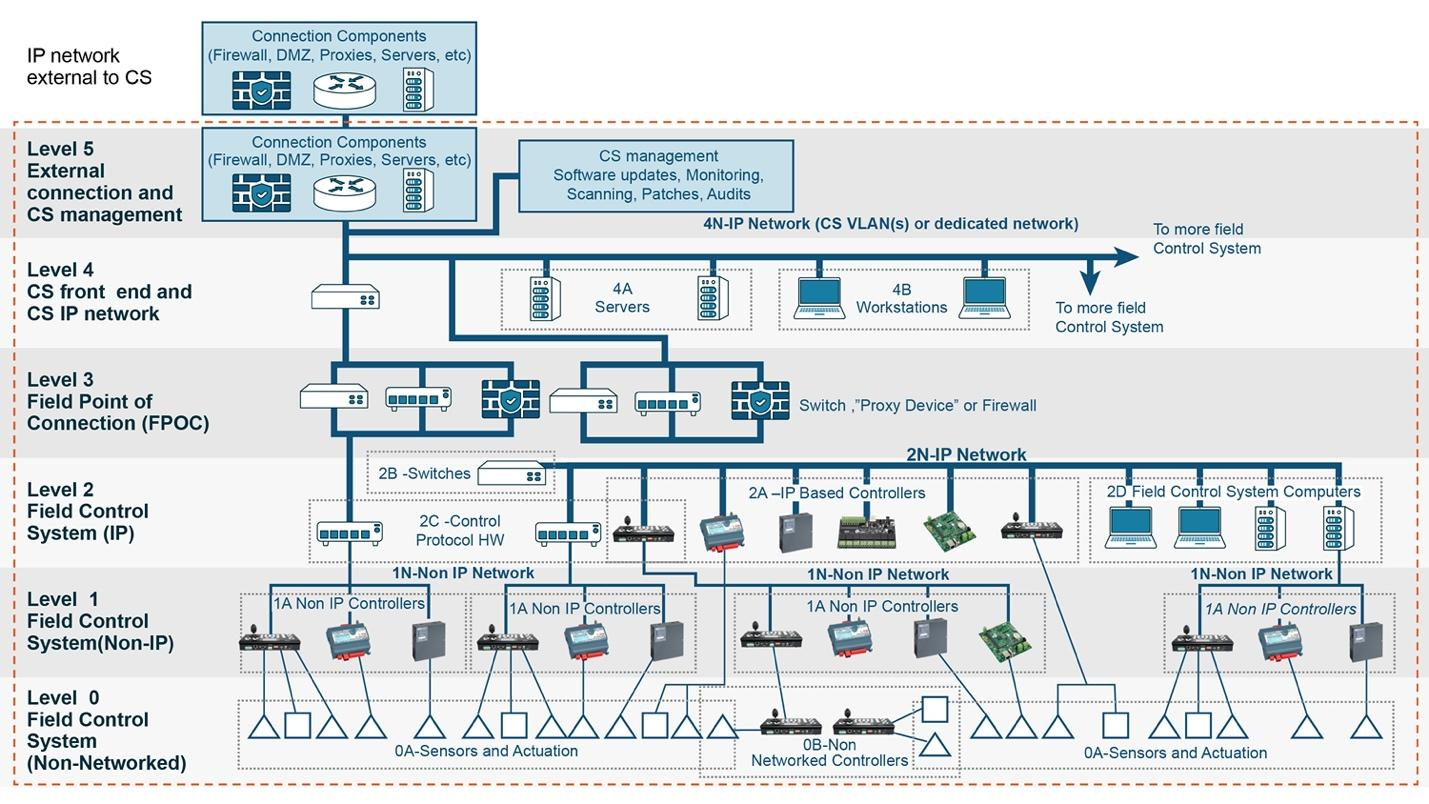 IP network
external to CS
Connection Components
(Firewall, DMZ, Proxies, Servers, etc)
Level 5
External
connection and
CS management
Connection Components
(Firewall, DMZ, Proxies, Servers, etc)
CS management
Software updates, Monitoring,
Scanning, Patches, Audits
4N-IP Network (CS VLAN(s) or dedicated network)
To more field
Control System
Level 4
CS front end and
CS IP network
4A
Servers
4B
Workstations
To more field
Control System
Level 3
Field Point of
Connection (FPOC)
Switch ,”Proxy Device” or Firewall
2N-IP Network
Level 2
Field Control
System (IP)
2B -Switches
2C -Control
Protocol HW
2A –IP Based Controllers
2D Field Control System Computers
1N-Non IP Network
1N-Non IP Network
1N-Non IP Network
Level 1
Field Control
System(Non-IP)
1A Non IP Controllers
1A Non IP Controllers
1A Non IP Controllers
1A Non IP Controllers
Level 0
Field Control
System
(Non-Networked)
0A-Sensors and Actuation
0B-Non
Networked Controllers
0A-Sensors and Actuation